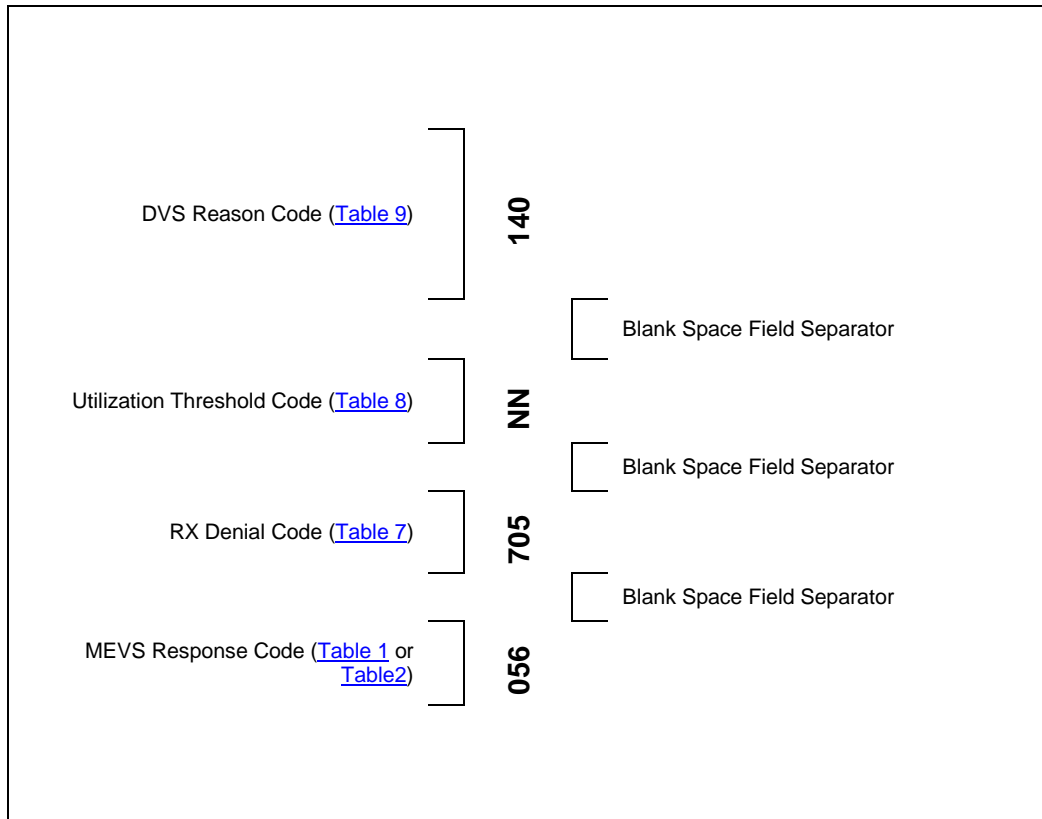 DVS Reason Code (Table 9)
140
Blank Space Field Separator
Utilization Threshold Code (Table 8)
NN
Blank Space Field Separator
RX Denial Code (Table 7)
705
Blank Space Field Separator
MEVS Response Code (Table 1 or
Table2)
056